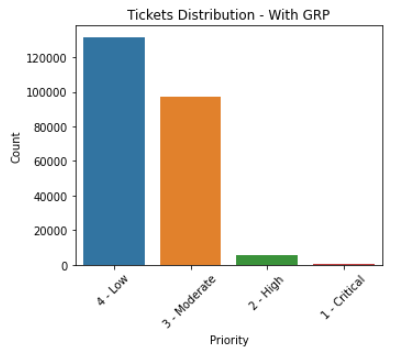 Tickets Distribution - With GRP
120000
100000
80000
60000
40000
20000
0
Count
4 - Low
3 - Moderate
2 - High
1 - Critical
Priority